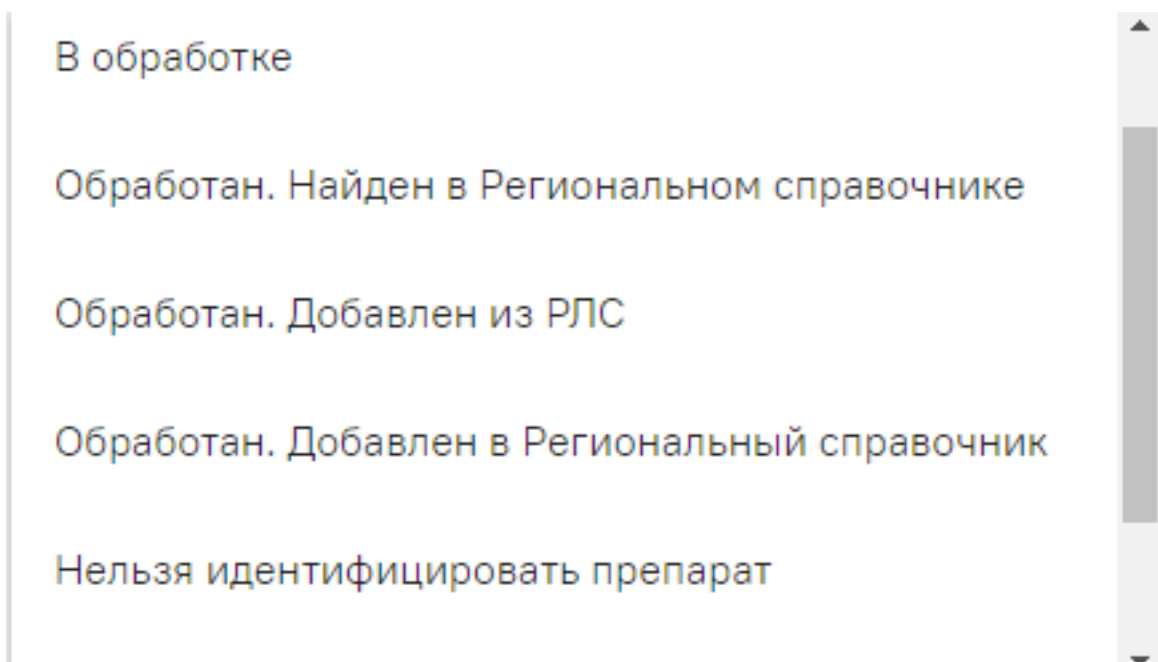 В обработке
Обработан. Найден в Региональном справочнике
Обработан. Добавлен из РЛС
Обработан. Добавлен в Региональный справочник
Нельзя идентифицировать препарат